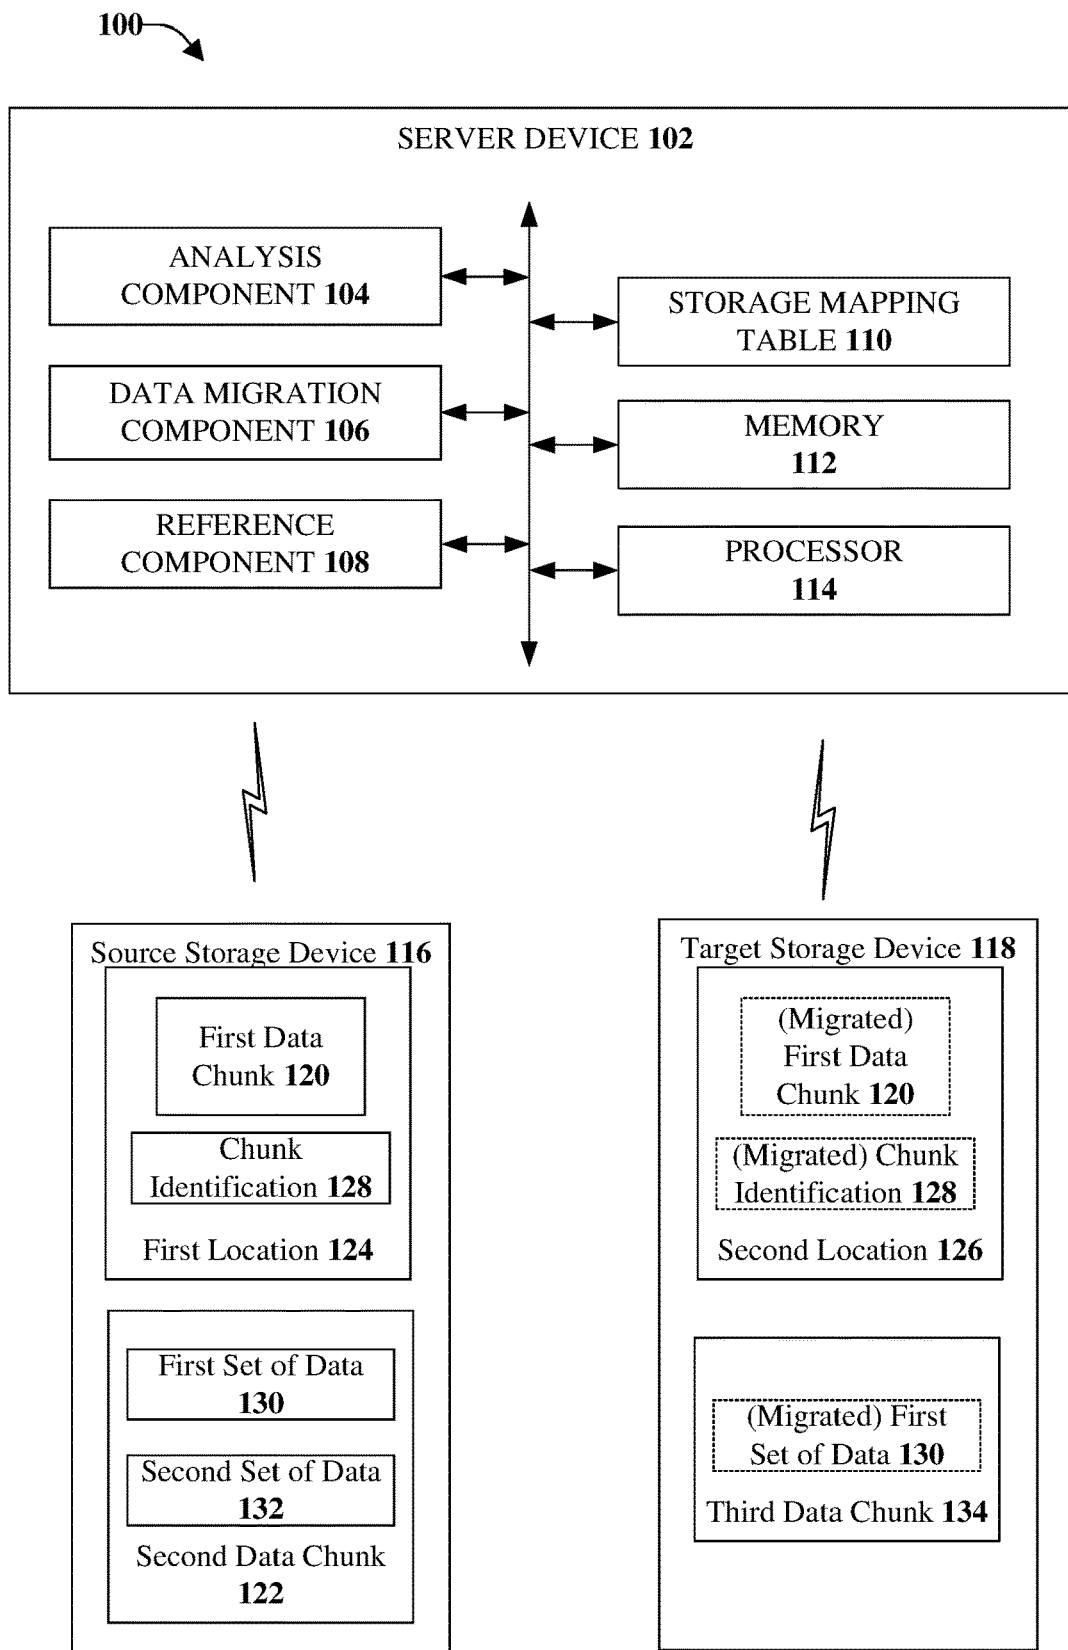 100
SERVER DEVICE 102
ANALYSIS
COMPONENT 104
DATA MIGRATION
COMPONENT 106
REFERENCE
COMPONENT 108
STORAGE MAPPING
TABLE 110
MEMORY
112
PROCESSOR
114
Source Storage Device 116
First Data
Chunk 120
Chunk
Identification 128
First Location 124
First Set of Data
130
Second Set of Data
132
Second Data Chunk
122
Target Storage Device 118
(Migrated)
First Data
Chunk 120
(Migrated) Chunk
Identification 128
Second Location 126
(Migrated) First
Set of Data 130
Third Data Chunk 134